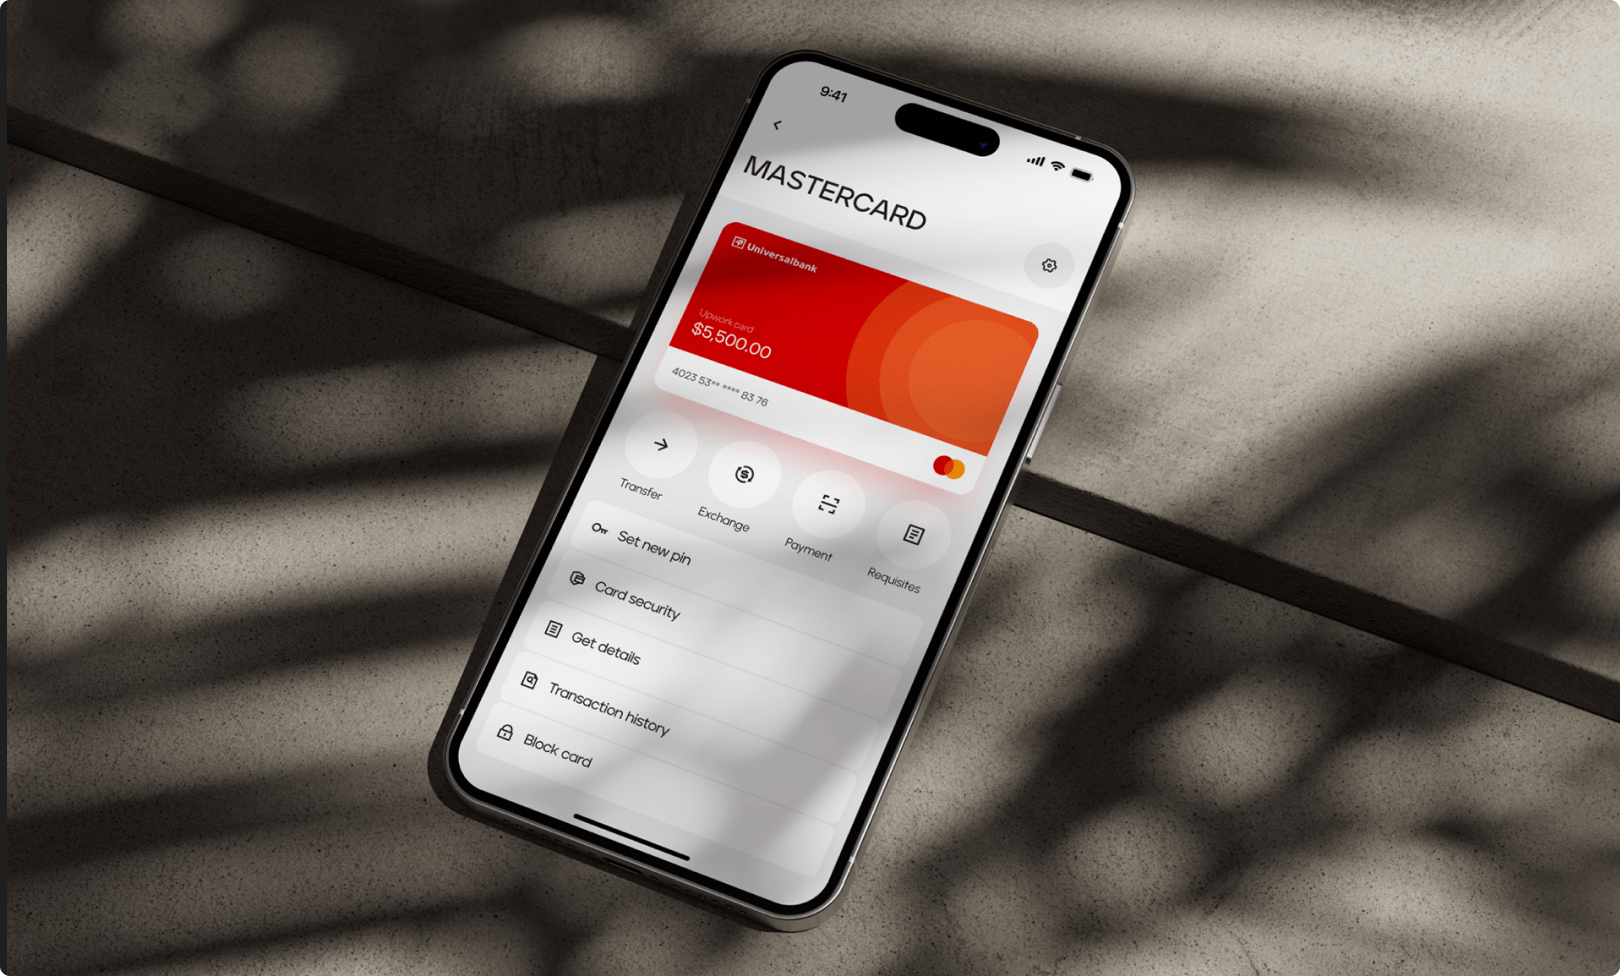 9:41
MASTERCARD
Universalbank
Upwork card
$5,500.00
4023 53** **** 83 76
Transfer
Exchange
Payment
Requisites
Set new pin
Card security
Get details
Transaction history
Block card